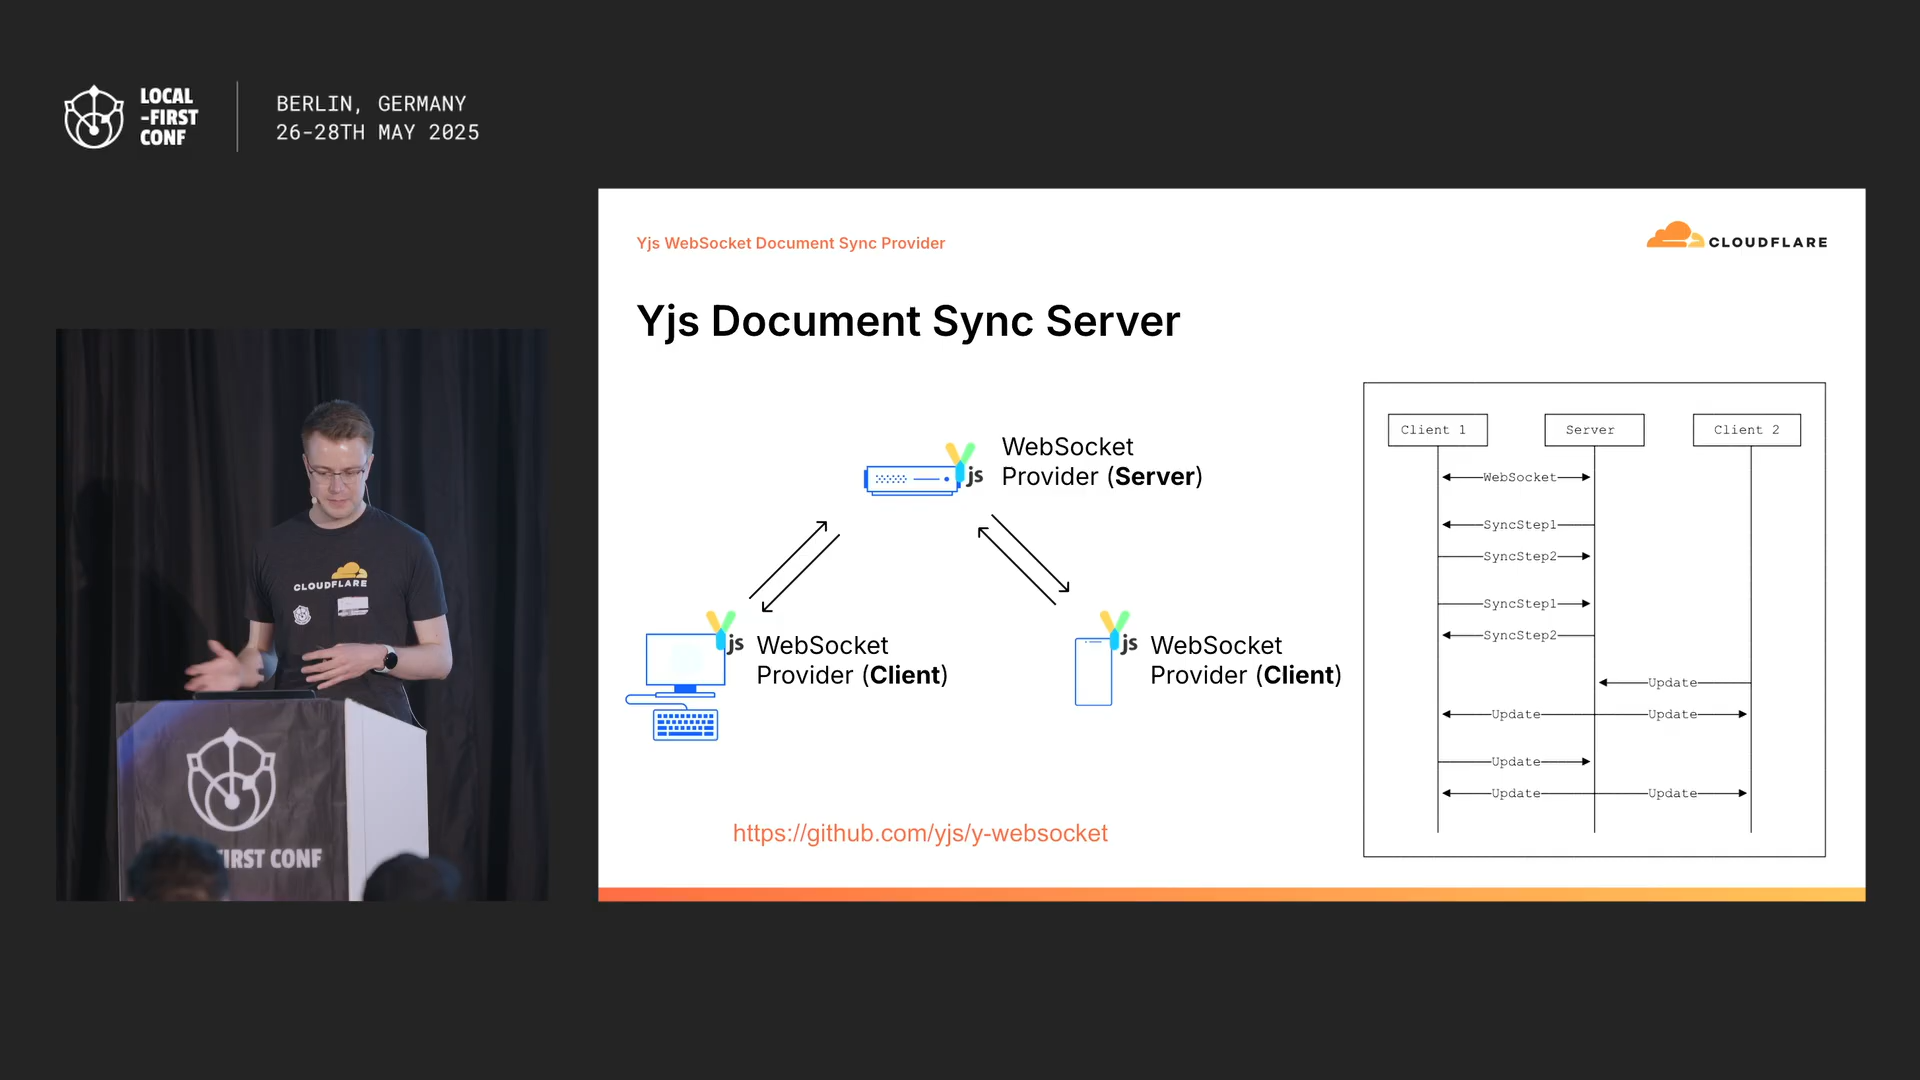 LOCAL
-FIRST
CONF
BERLIN, GERMANY
26-28TH MAY 2025
Yjs WebSocket Document Sync Provider
CLOUDFLARE
Yjs Document Sync Server
js
WebSocket
Provider (Server)
js
WebSocket
Provider (Client)
js
WebSocket
Provider (Client)
https://github.com/yjs/y-websocket
Client 1
Server
Client 2
WebSocket
SyncStep1
SyncStep2
SyncStep1
SyncStep2
Update
Update
Update
Update
Update
Update
CLOUDFLARE
IRST CONF